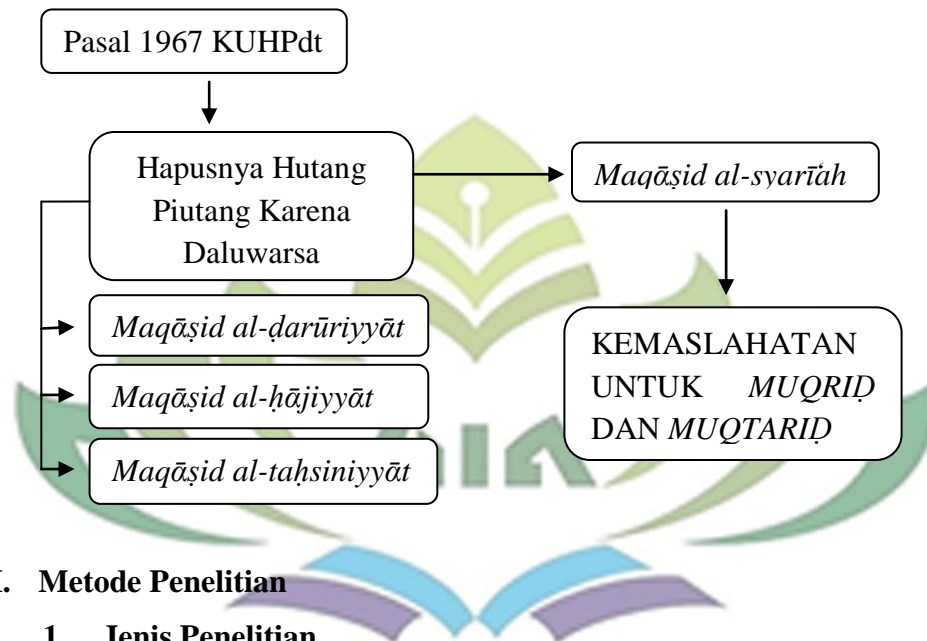 Pasal 1967 KUHPdt
Hapusnya Hutang
Piutang Karena
Daluwarsa
Maqāṣid al-syarī'ah
Maqāṣid al-ḍarūriyyāt
Maqāṣid al-ḥājiyyāt
Maqāṣid al-taḥsiniyyāt
KEMASLAHATAN
UNTUK MUQRIḌ
DAN MUQTARIḌ
Metode Penelitian
1. Jenis Penelitian